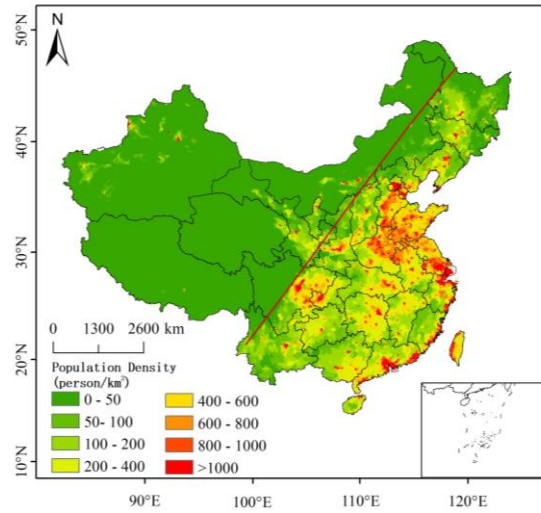 N
50°N
40°N
30°N
20°N
10°N
0 1300 2600 km
Population Density
(person/km²)
0 - 50
50- 100
100 - 200
200 - 400
400 - 600
600 - 800
800 - 1000
>1000
90°E 100°E 110°E 120°E